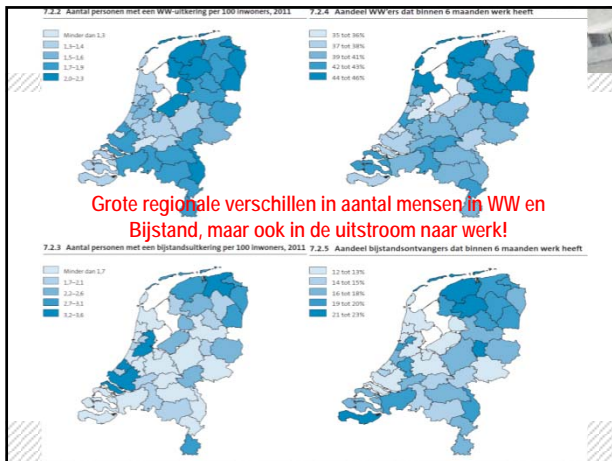 7.2.2 Aantal personen met een WW-uitkering per 100 inwoners, 2011
Minder dan 1,3
1,3–1,4
1,5–1,6
1,7–1,9
2,0–2,3
7.2.4 Aandeel WW'ers dat binnen 6 maanden werk heeft
35 tot 36%
37 tot 38%
39 tot 41%
42 tot 43%
44 tot 46%
Grote regionale verschillen in aantal mensen in WW en
Bijstand, maar ook in de uitstroom naar werk!
7.2.3 Aantal personen met een bijstandsuitkering per 100 inwoners, 2011
Minder dan 1,7
1,7–2,1
2,2–2,6
2,7–3,1
3,2–3,6
7.2.5 Aandeel bijstandsontvangers dat binnen 6 maanden werk heeft
12 tot 13%
14 tot 15%
16 tot 18%
19 tot 20%
21 tot 23%